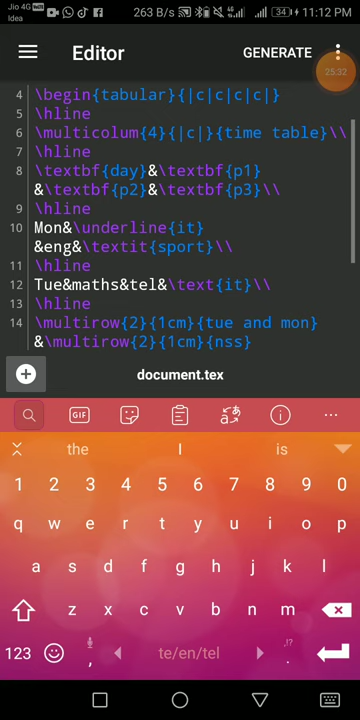 Jio 4G VoD
Idea
263 B/s
34
11:12 PM
Editor
GENERATE
25:32
4 \begin{tabular}{|c|c|c|c|}
5 \hline
6 \multicolum{4}{|c|}{time table}\\
7 \hline
8 \textbf{day}&\textbf{p1}
&\textbf{p2}&\textbf{p3}\\
9 \hline
10 Mon&\underline{it}
&eng&\textit{sport}\\
11 \hline
12 Tue&maths&tel&\text{it}\\
13 \hline
14 \multirow{2}{1cm}{tue and mon}
&\multirow{2}{1cm}{nss}
document.tex
GIF
the I is
1 2 3 4 5 6 7 8 9 0
q w e r t y u i o p
a s d f g h j k l
z x c v b n m
123 , te/en/tel ,!? .